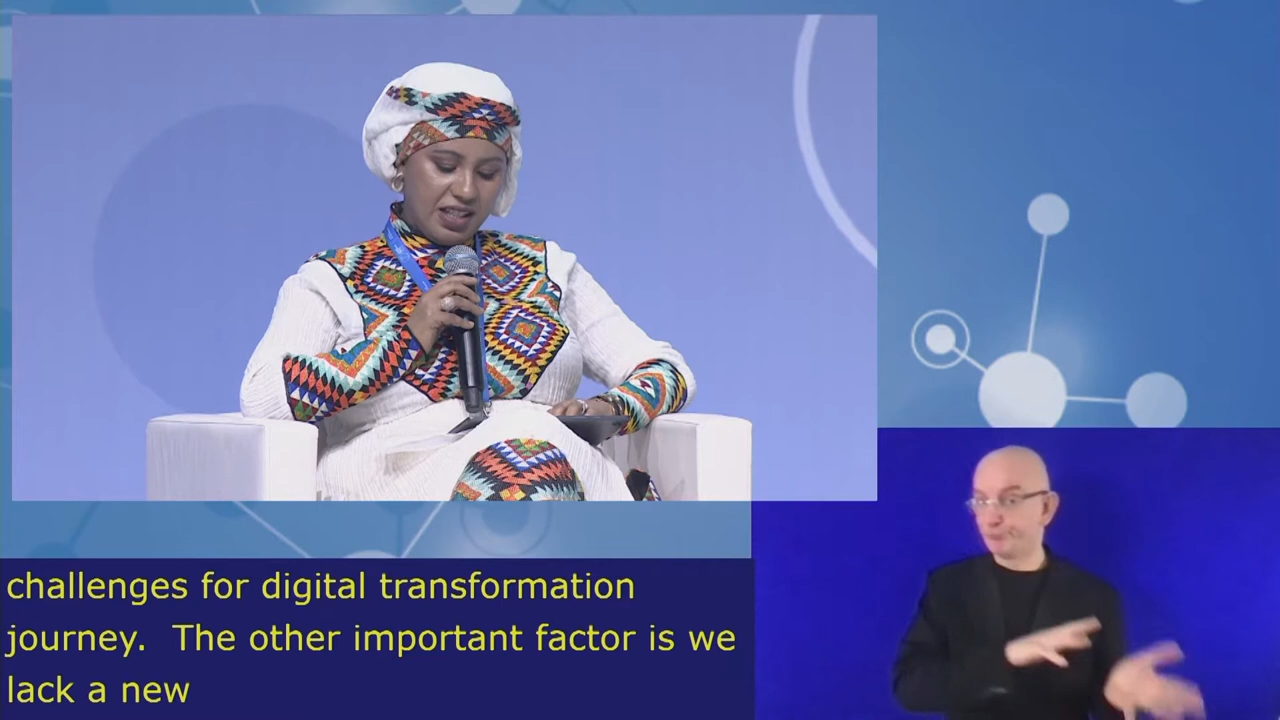 challenges for digital transformation
journey.  The other important factor is we
lack a new